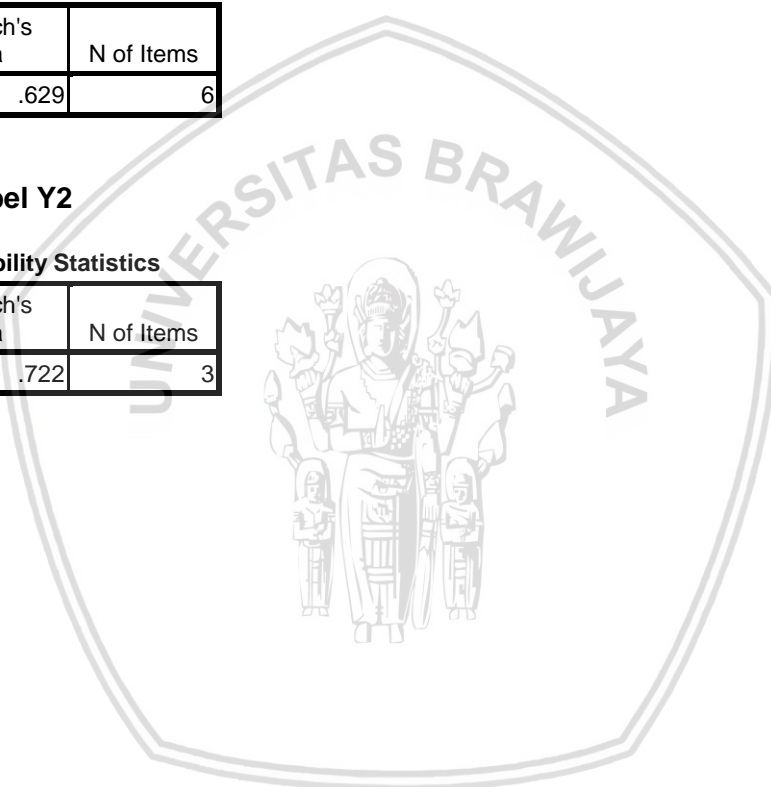 ch's
a N of Items
.629 6
bel Y2
bility Statistics
ch's
a N of Items
.722 3
UNIVERSITAS BRAWIJAYA